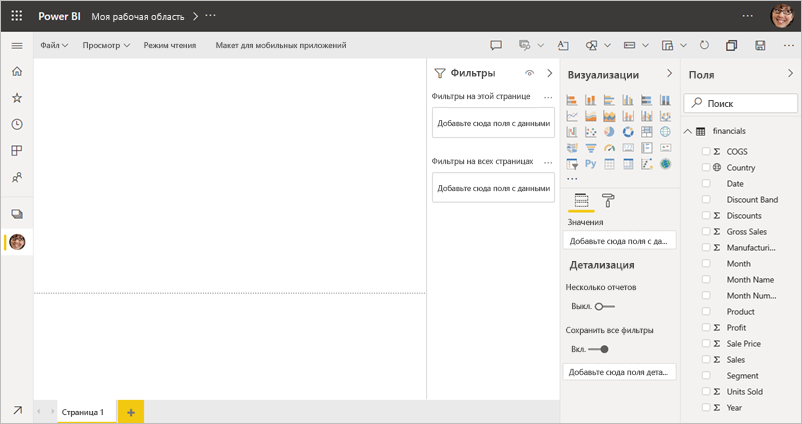 Power BI Моя рабочая область
Файл Просмотр Режим чтения Макет для мобильных приложений
Фильтры
Фильтры на этой странице
Добавьте сюда поля с данными
Фильтры на всех страницах
Добавьте сюда поля с данными
Визуализации
Py
Значения
Добавьте сюда поля с да...
Детализация
Несколько отчетов
Выкл.
Сохранить все фильтры
Вкл.
Добавьте сюда поля дета...
Поля
Поиск
financials
COGS
Country
Date
Discount Band
Discounts
Gross Sales
Manufacturi...
Month
Month Name
Month Num...
Product
Profit
Sale Price
Sales
Segment
Units Sold
Year
Страница 1